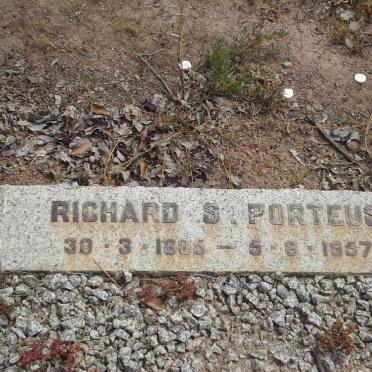 RICHARD S PORTEUS
30 · 3 · 1885 — 5 · 8 · 1957